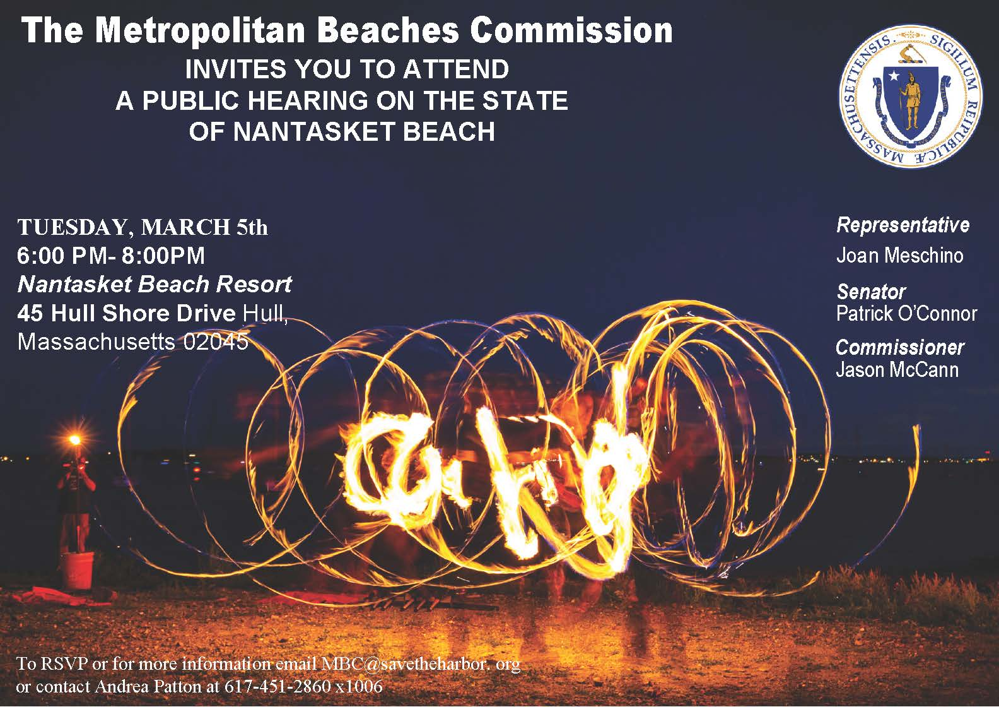 The Metropolitan Beaches Commission
INVITES YOU TO ATTEND
A PUBLIC HEARING ON THE STATE
OF NANTASKET BEACH
SIGILLUM REIPUBLICÆ MASSACHUSETTENSIS.
TUESDAY, MARCH 5th
6:00 PM- 8:00PM
Nantasket Beach Resort
45 Hull Shore Drive Hull,
Massachusetts 02045
Representative
Joan Meschino
Senator
Patrick O'Connor
Commissioner
Jason McCann
To RSVP or for more information email MBC@savetheharbor. org
or contact Andrea Patton at 617-451-2860 x1006